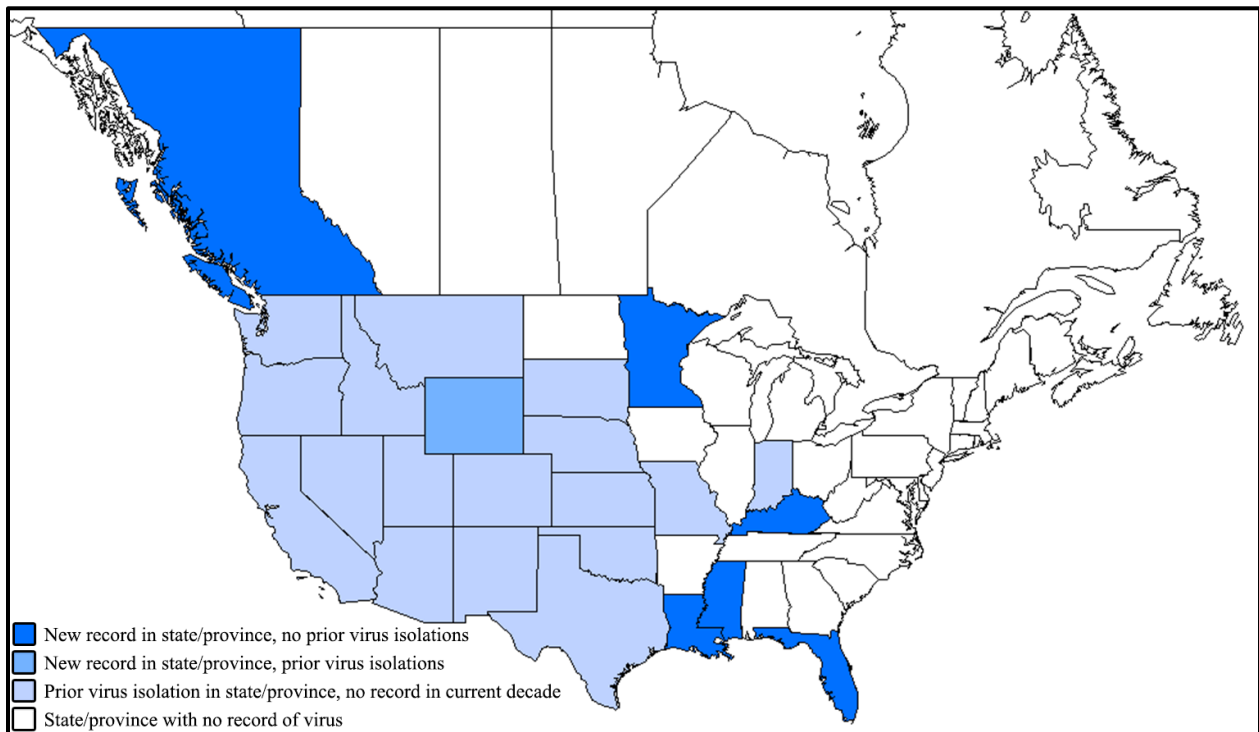 New record in state/province, no prior virus isolations
New record in state/province, prior virus isolations
Prior virus isolation in state/province, no record in current decade
State/province with no record of virus